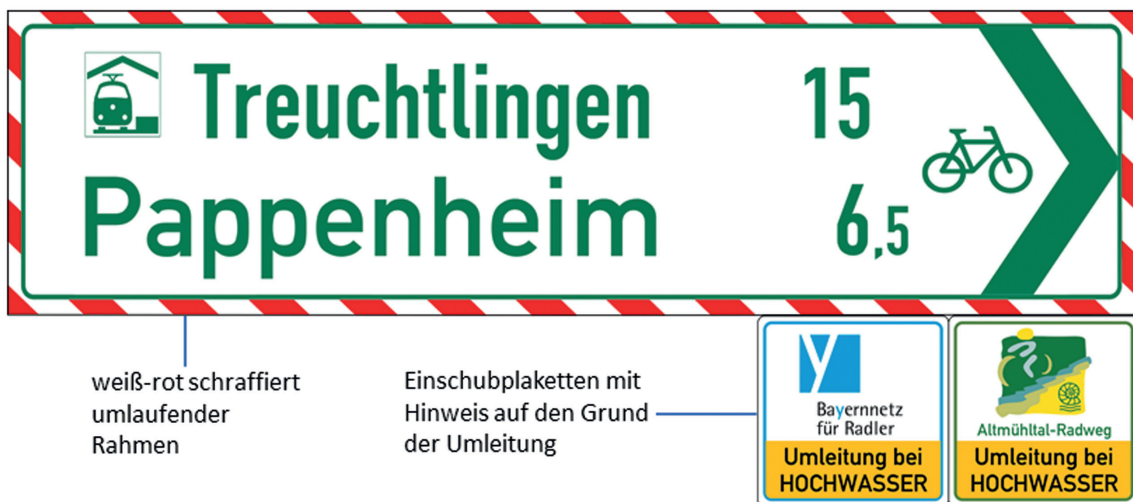 Treuchtlingen 15
Pappenheim 6,5
weiß-rot schraffiert
umlaufender
Rahmen
Einschubplaketten mit
Hinweis auf den Grund
der Umleitung
y
Bayernnetz
für Radler
Umleitung bei
HOCHWASSER
Altmühltal-Radweg
Umleitung bei
HOCHWASSER